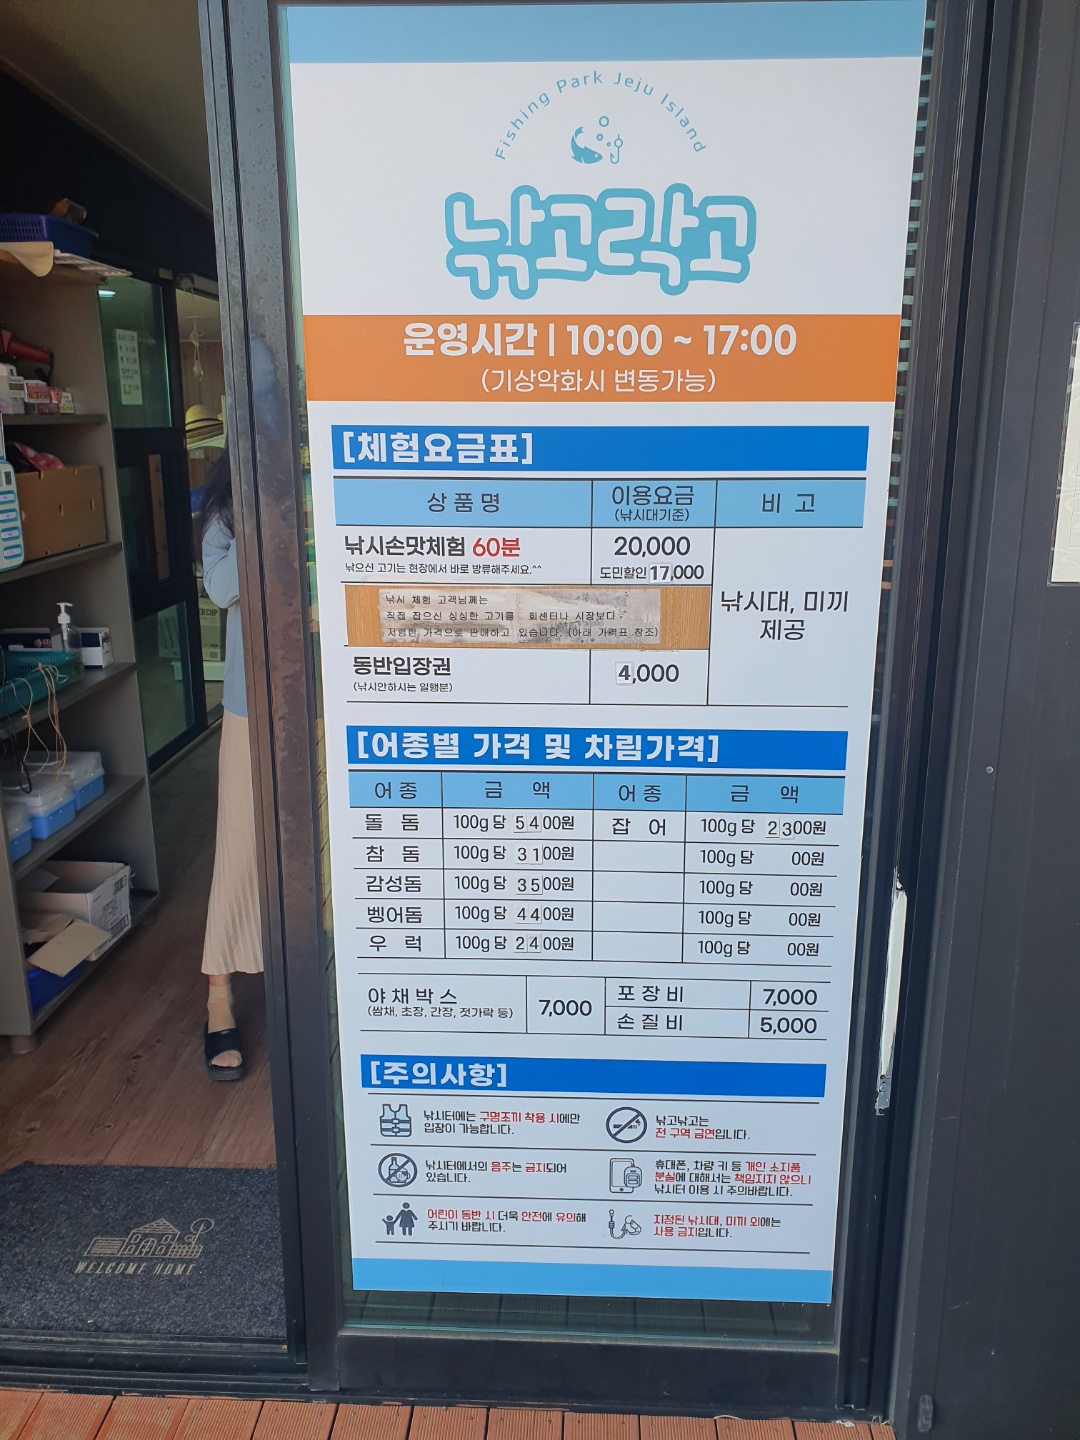 Fishing Park Jeju Island
낚고락고
운영시간 | 10:00 ~ 17:00
(기상악화시 변동가능)
[체험요금표]
상 품 명 이용요금 (낚시대기준) 비 고
낚시손맛체험 60분 20,000
낚으신 고기는 현장에서 바로 방류해주세요.^^ 도민할인 17,000
낚시대, 미끼
제공
낚시 체험 고객님께는
직접 잡으신 싱싱한 고기를 회센터나 시장보다
저렴한 가격으로 판매하고 있습니다. (아래 가격표 참조)
동반입장권 4,000
(낚시안하시는 일행분)
[어종별 가격 및 차림가격]
어 종 금 액 어 종 금 액
돌 돔 100g 당 5400원 잡 어 100g 당 2300원
참 돔 100g 당 3100원 100g 당 00원
감성돔 100g 당 3500원 100g 당 00원
벵어돔 100g 당 4400원 100g 당 00원
우 럭 100g 당 2400원 100g 당 00원
야 채 박 스 7,000 포 장 비 7,000
(쌈채, 초장, 간장, 젓가락 등) 손 질 비 5,000
[주의사항]
낚시터에는 구명조끼 착용 시에만
입장이 가능합니다.
낚고낚고는
전 구역 금연입니다.
낚시터에서의 음주는 금지되어
있습니다.
휴대폰, 차량 키 등 개인 소지품
분실에 대해서는 책임지지 않으니
낚시터 이용 시 주의바랍니다.
어린이 동반 시 더욱 안전에 유의해
주시기 바랍니다.
지정된 낚시대, 미끼 외에는
사용 금지입니다.
WELCOME HOME.